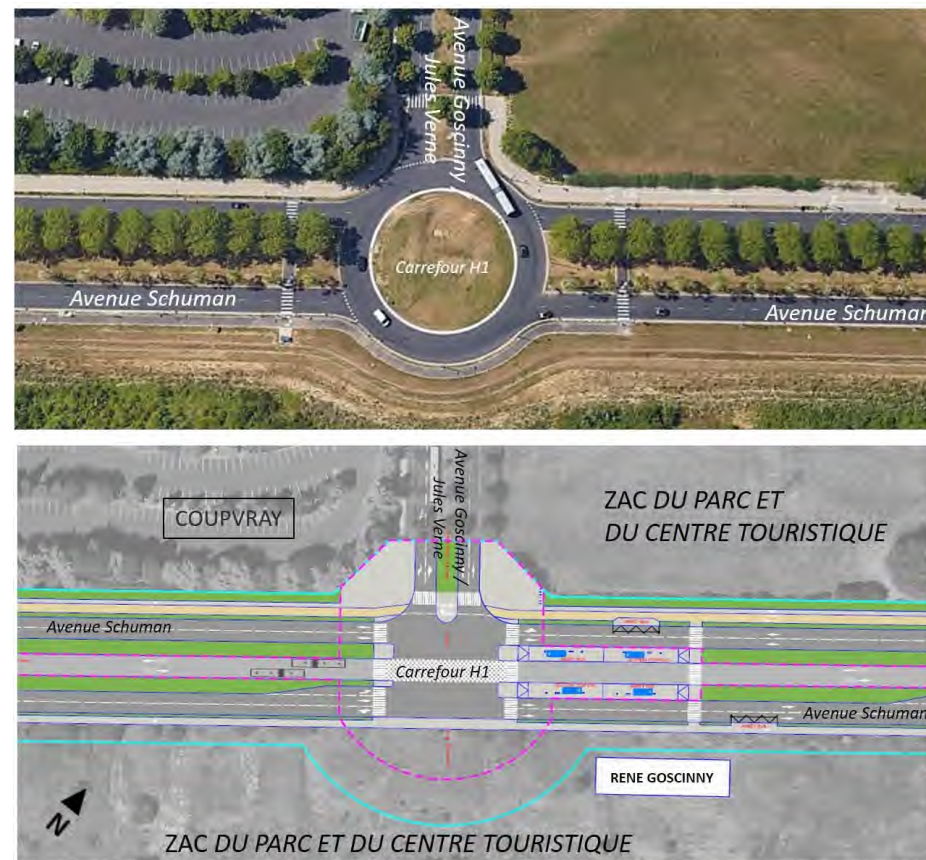 Avenue Goscinny /
Jules Verne
Carrefour H1
Avenue Schuman
Avenue Schuman
COUPVRAY
Avenue Goscinny /
Jules Verne
ZAC DU PARC ET
DU CENTRE TOURISTIQUE
Avenue Schuman
Carrefour H1
Avenue Schuman
RENE GOSCINNY
N
ZAC DU PARC ET DU CENTRE TOURISTIQUE